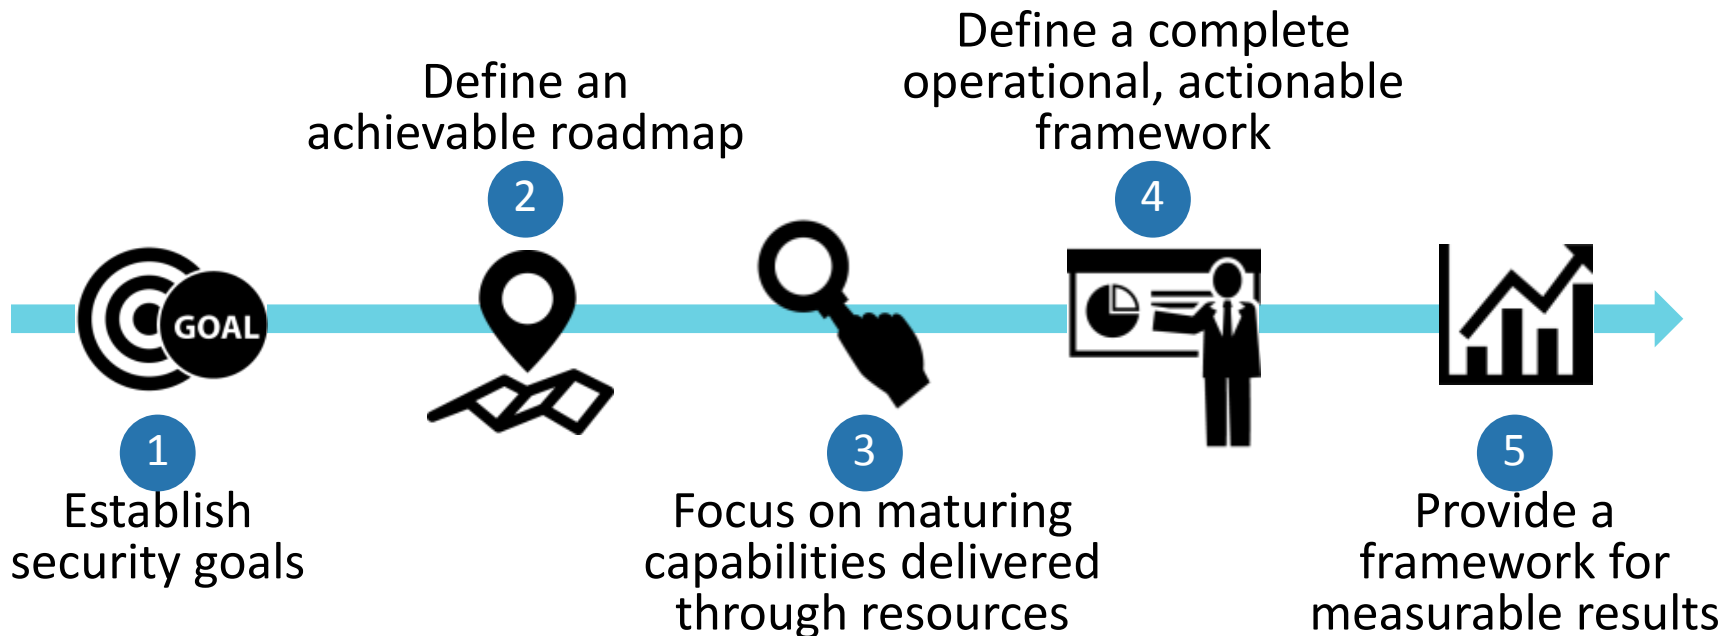 GOAL
1
Establish
security goals
Define an
achievable roadmap
2
3
Focus on maturing
capabilities delivered
through resources
Define a complete
operational, actionable
framework
4
5
Provide a
framework for
measurable results